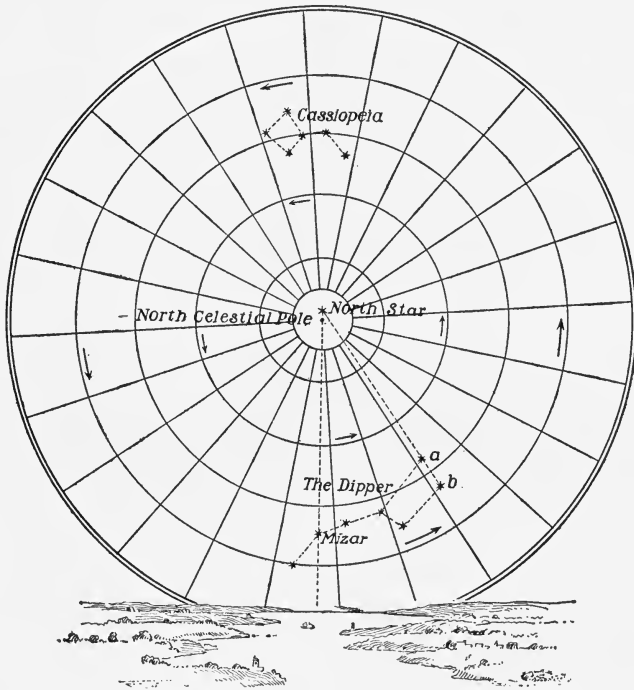 Cassiopeia
North Star
North Celestial Pole
a
b
The Dipper
Mizar